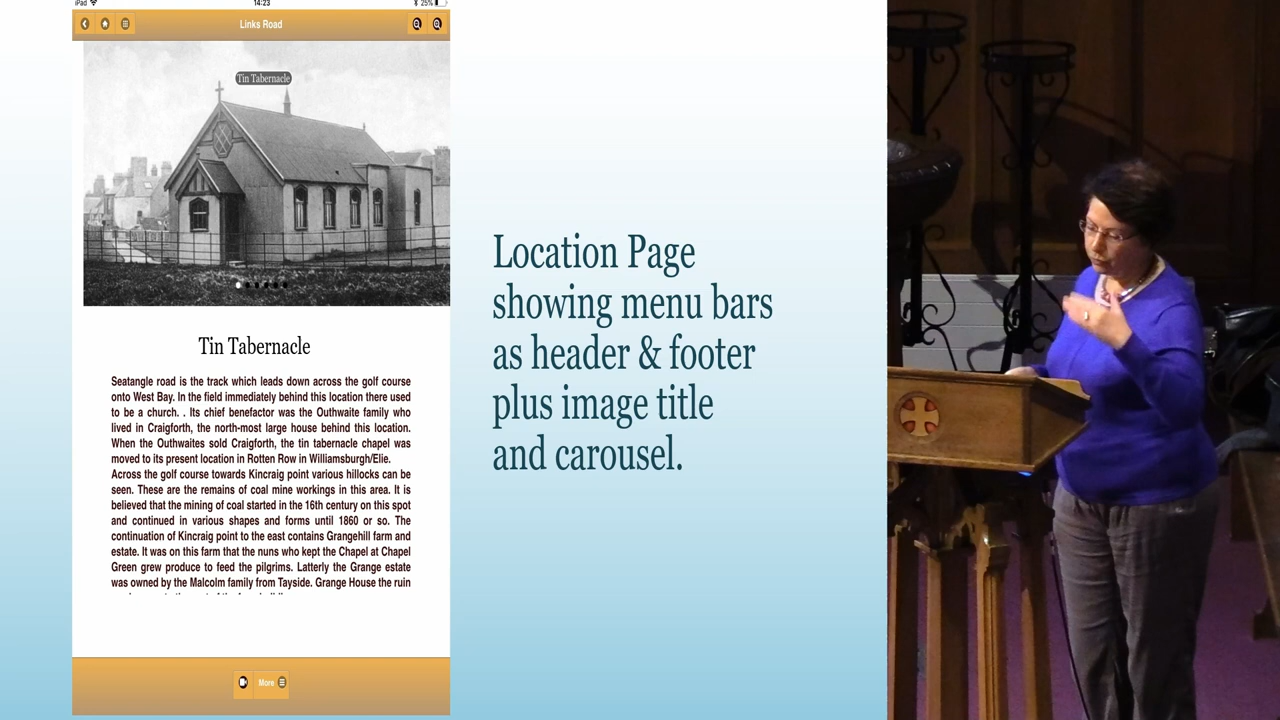 iPad 14:23 25%
Links Road
Tin Tabernacle
Tin Tabernacle
Seatangle road is the track which leads down across the golf course
onto West Bay. In the field immediately behind this location there used
to be a church. . Its chief benefactor was the Outhwaite family who
lived in Craigforth, the north-most large house behind this location.
When the Outhwaites sold Craigforth, the tin tabernacle chapel was
moved to its present location in Rotten Row in Williamsburgh/Elie.
Across the golf course towards Kincraig point various hillocks can be
seen. These are the remains of coal mine workings in this area. It is
believed that the mining of coal started in the 16th century on this spot
and continued in various shapes and forms until 1860 or so. The
continuation of Kincraig point to the east contains Grangehill farm and
estate. It was on this farm that the nuns who kept the Chapel at Chapel
Green grew produce to feed the pilgrims. Latterly the Grange estate
was owned by the Malcolm family from Tayside. Grange House the ruin
More
Location Page
showing menu bars
as header & footer
plus image title
and carousel.